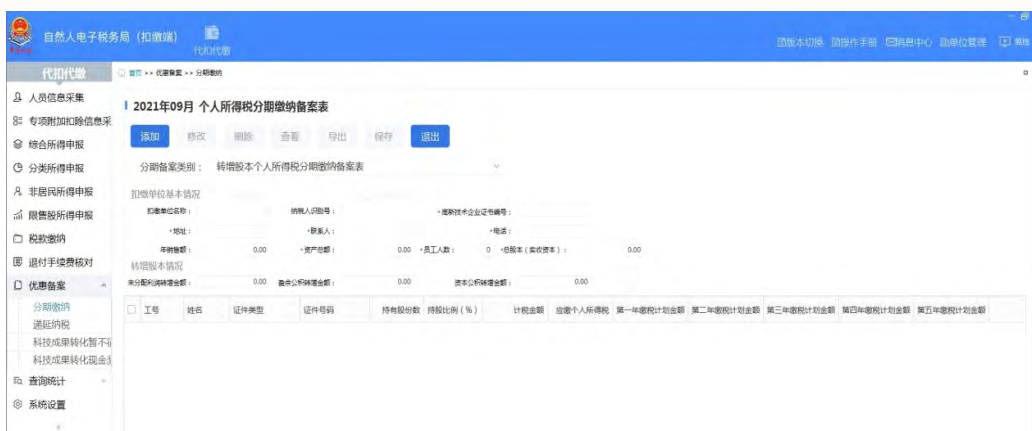 自然人电子税务局（扣缴端）
代扣代缴
版本切换 操作手册 消息中心 单位管理
代扣代缴
首页 >> 优惠备案 >> 分期缴纳
人员信息采集
专项附加扣除信息采
综合所得申报
分类所得申报
非居民所得申报
限售股所得申报
税款缴纳
退付手续费核对
优惠备案
分期缴纳
递延纳税
科技成果转化暂不
科技成果转化现金
查询统计
系统设置
2021年09月 个人所得税分期缴纳备案表
添加 修改 删除 查看 导出 保存 退出
分期备案类别： 转增股本个人所得税分期缴纳备案表
扣缴单位基本情况
扣缴单位名称： 纳税人识别号： *高新技术企业证书编号：
*地址： *联系人： *电话：
年销售额： 0.00 *资产总额： 0.00 *员工人数： 0 *总股本（实收资本）： 0.00
转增股本情况
未分配利润转增金额： 0.00 盈余公积转增金额： 0.00 资本公积转增金额： 0.00
工号 姓名 证件类型 证件号码 持有股份数 持股比例（%） 计税金额 应缴个人所得税 第一年缴税计划金额 第二年缴税计划金额 第三年缴税计划金额 第四年缴税计划金额 第五年缴税计划金额